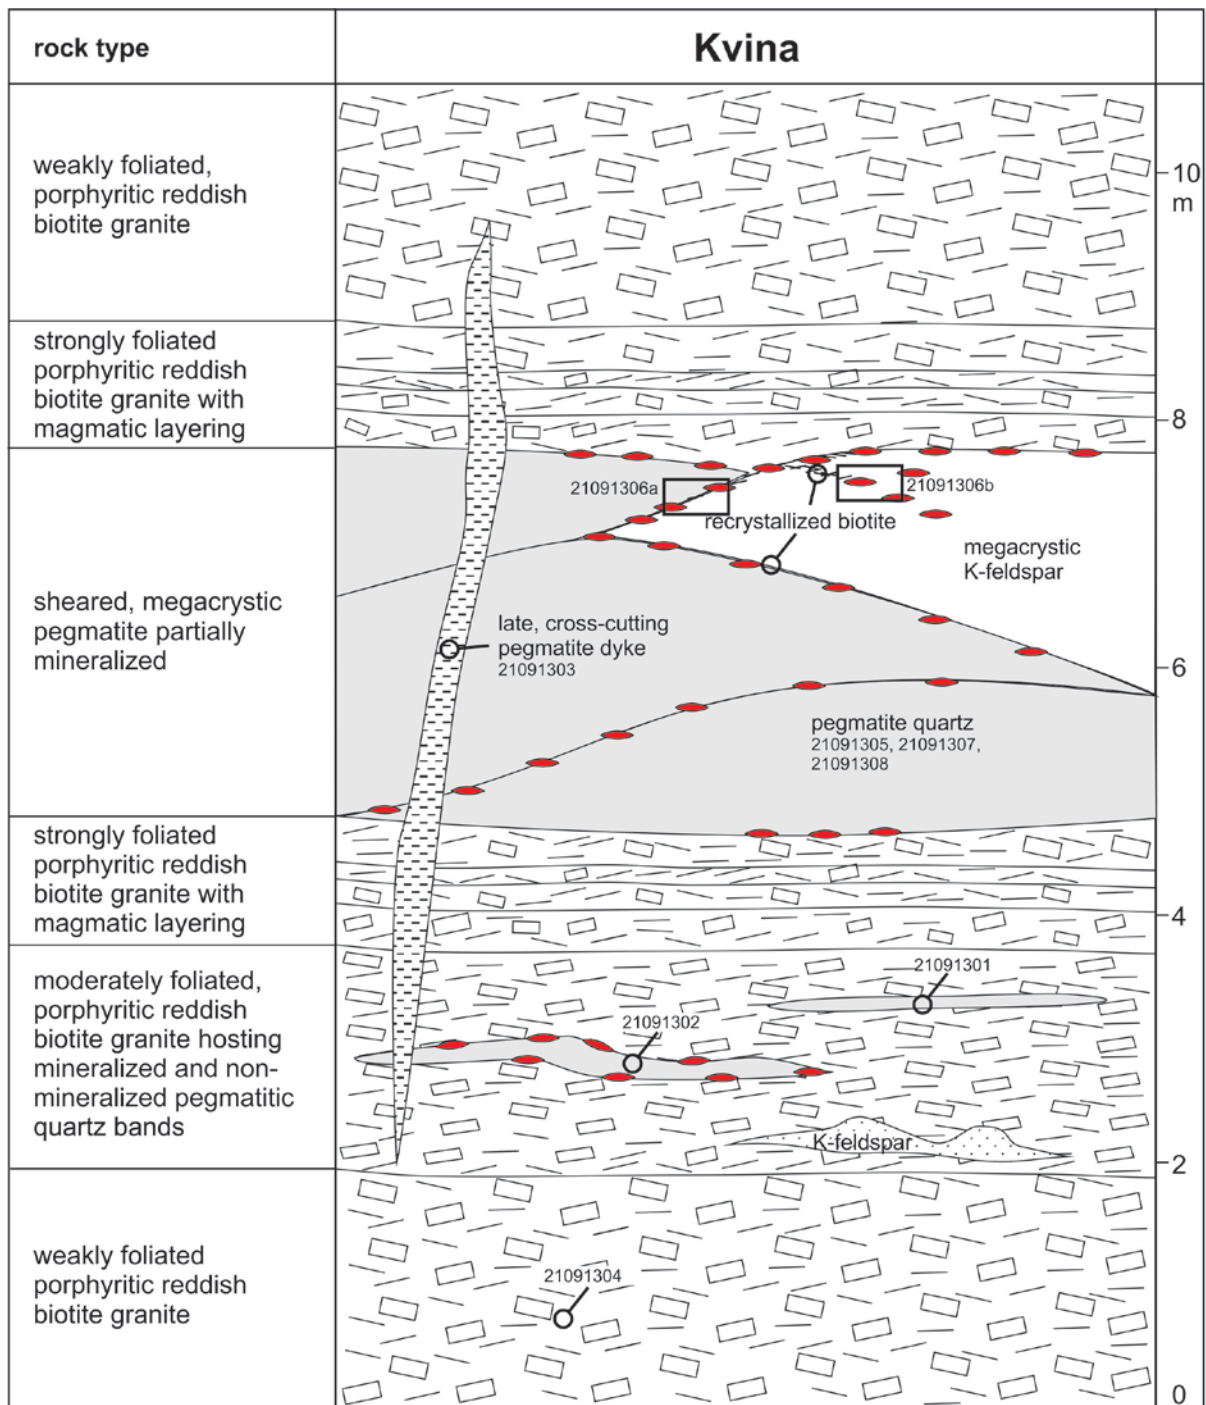 rock type
Kvina
weakly foliated,
porphyritic reddish
biotite granite
10
m
strongly foliated
porphyritic reddish
biotite granite with
magmatic layering
8
21091306a
21091306b
recrystallized biotite
megacrystic
K-feldspar
sheared, megacrystic
pegmatite partially
mineralized
late, cross-cutting
pegmatite dyke
21091303
6
pegmatite quartz
21091305, 21091307,
21091308
strongly foliated
porphyritic reddish
biotite granite with
magmatic layering
4
moderately foliated,
porphyritic reddish
biotite granite hosting
mineralized and non-
mineralized pegmatitic
quartz bands
21091301
21091302
K-feldspar
2
weakly foliated
porphyritic reddish
biotite granite
21091304
0